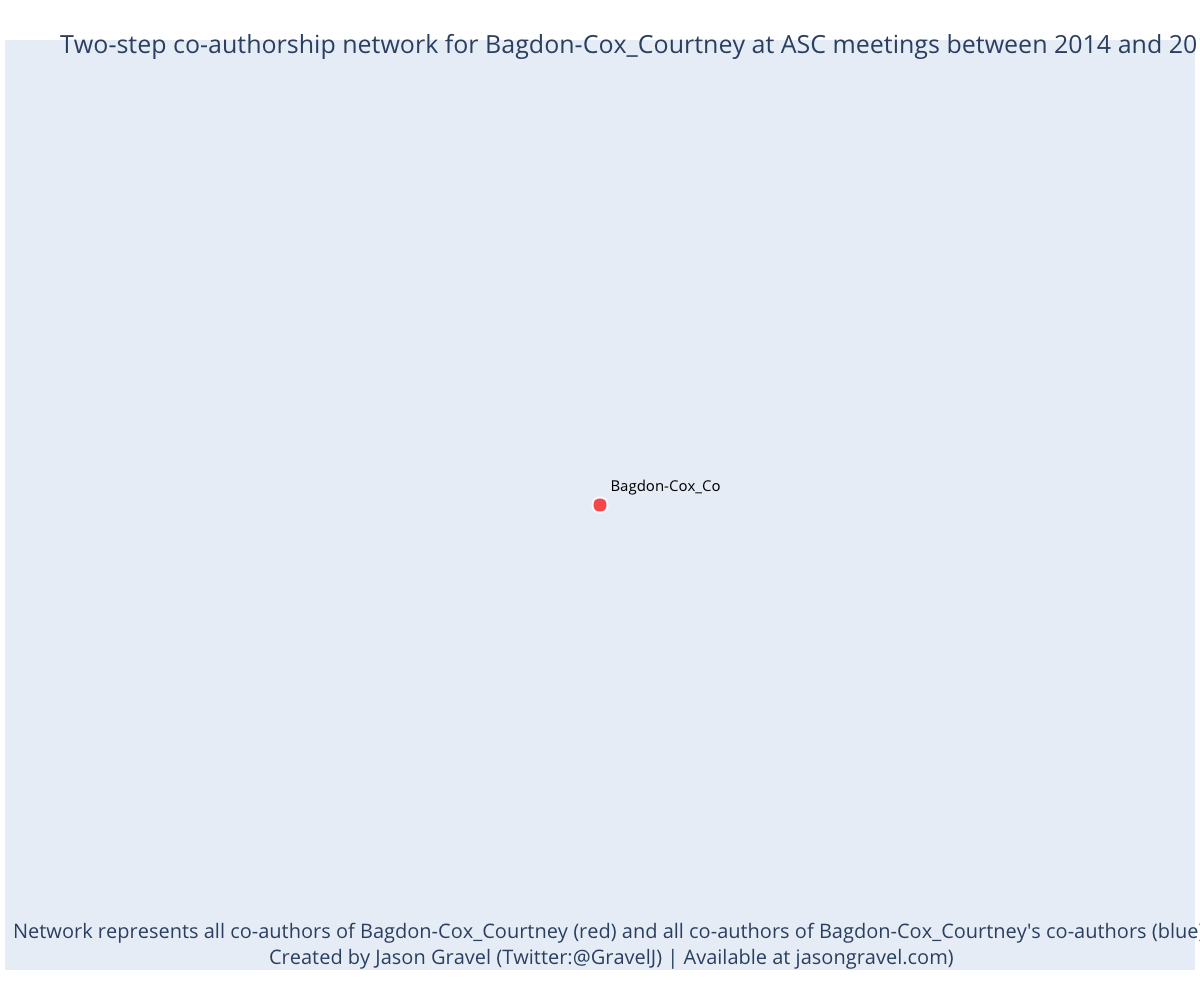 Two-step co-authorship network for Bagdon-Cox_Courtney at ASC meetings between 2014 and 20
Bagdon-Cox_Co
Network represents all co-authors of Bagdon-Cox_Courtney (red) and all co-authors of Bagdon-Cox_Courtney's co-authors (blue)
Created by Jason Gravel (Twitter:@GravelJ) | Available at jasongravel.com)